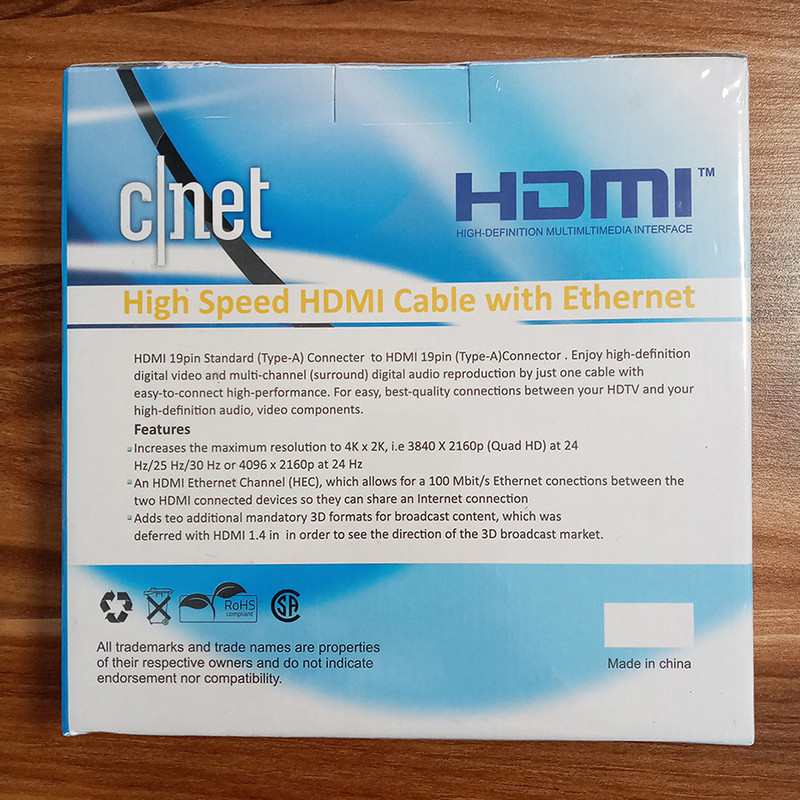 c|net
HDMI™
HIGH-DEFINITION MULTIMLTIMEDIA INTERFACE
High Speed HDMI Cable with Ethernet
HDMI 19pin Standard (Type-A) Connecter to HDMI 19pin (Type-A)Connector . Enjoy high-definition
digital video and multi-channel (surround) digital audio reproduction by just one cable with
easy-to-connect high-performance. For easy, best-quality connections between your HDTV and your
high-definition audio, video components.
Features
Increases the maximum resolution to 4K x 2K, i.e 3840 X 2160p (Quad HD) at 24
Hz/25 Hz/30 Hz or 4096 x 2160p at 24 Hz
An HDMI Ethernet Channel (HEC), which allows for a 100 Mbit/s Ethernet conections between the
two HDMI connected devices so they can share an Internet connection
Adds teo additional mandatory 3D formats for broadcast content, which was
deferred with HDMI 1.4 in in order to see the direction of the 3D broadcast market.
RoHS
compliant
SA
All trademarks and trade names are properties
of their respective owners and do not indicate
endorsement nor compatibility.
Made in china